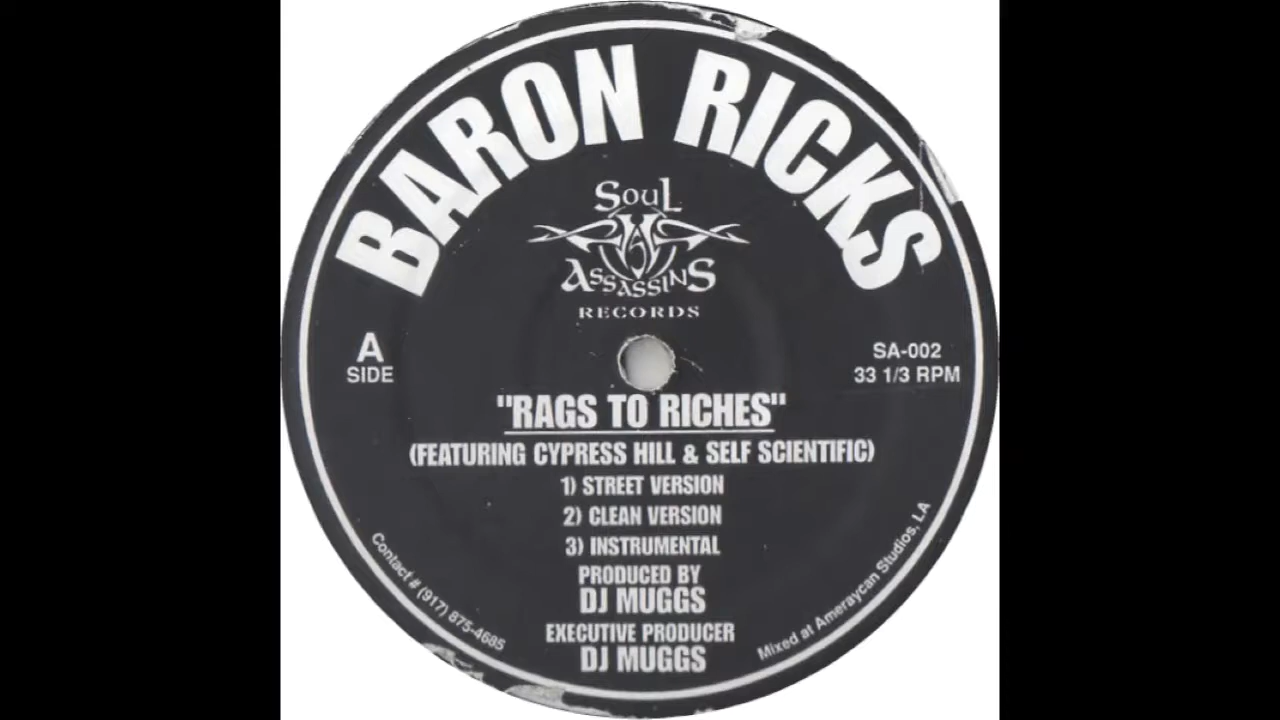 BARON RICKS
SOUL
ASSASSINS
RECORDS
A
SIDE
SA-002
33 1/3 RPM
"RAGS TO RICHES"
(FEATURING CYPRESS HILL & SELF SCIENTIFIC)
1) STREET VERSION
2) CLEAN VERSION
3) INSTRUMENTAL
PRODUCED BY
DJ MUGGS
EXECUTIVE PRODUCER
DJ MUGGS
Contact # (917) 875-4685
Mixed at Ameraycan Studios, LA